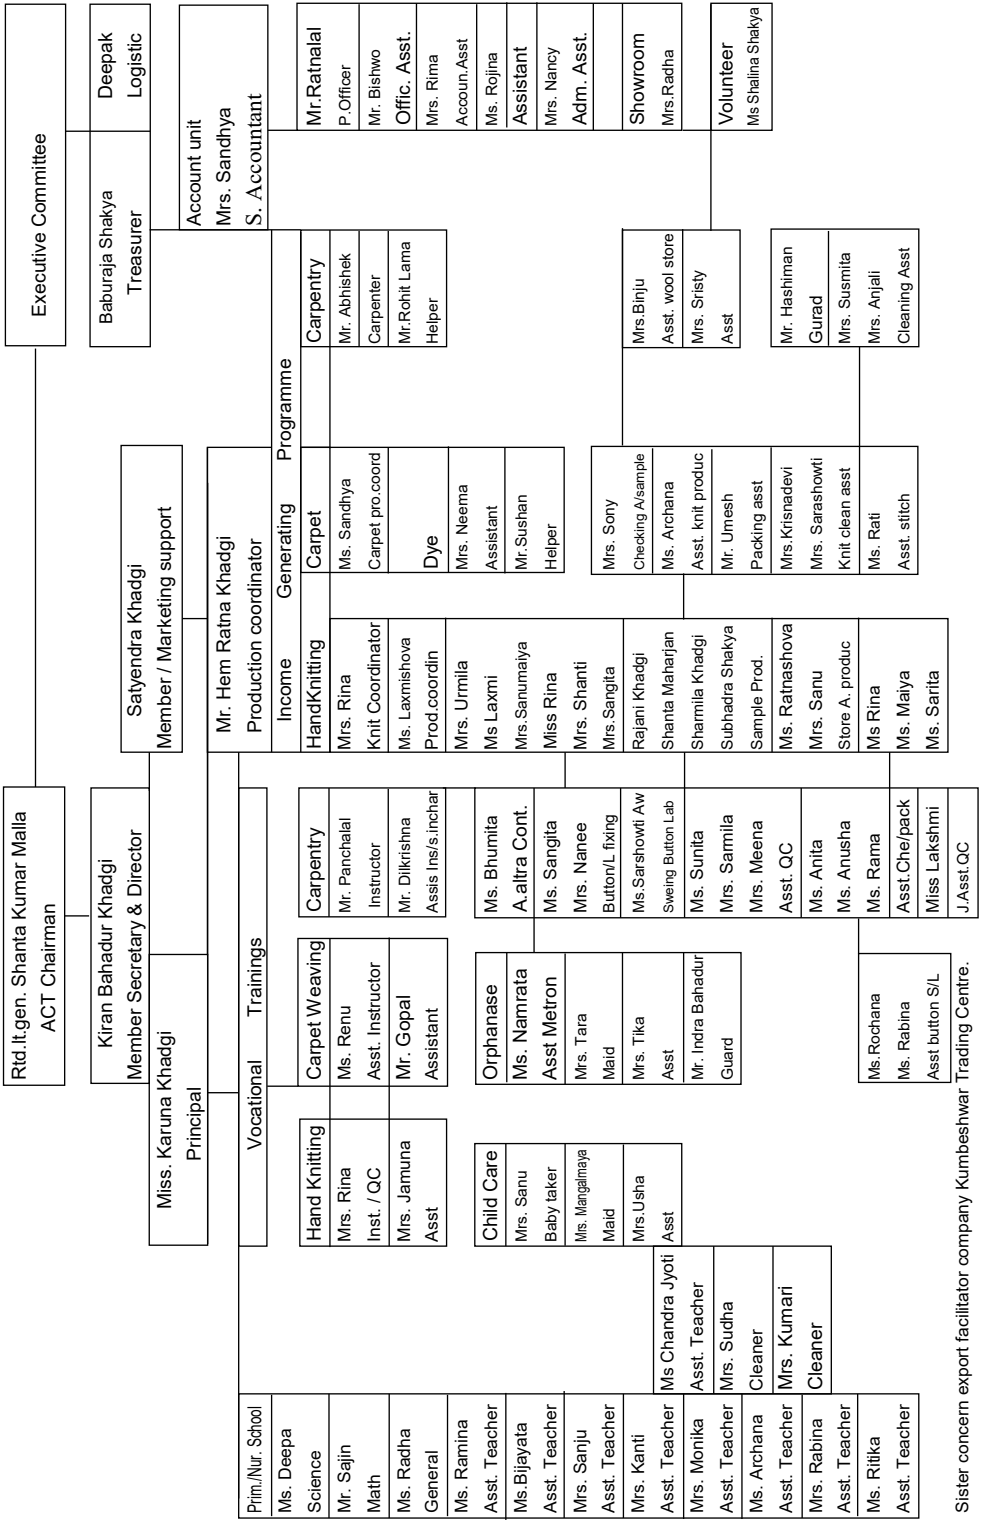 Rtd.lt.gen. Shanta Kumar Malla
ACT Chairman
Executive Committee
Kiran Bahadur Khadgi
Member Secretary & Director
Baburaja Shakya
Treasurer
Deepak
Logistic
Satyendra Khadgi
Member / Marketing support
Miss. Karuna Khadgi
Principal
Account unit
Mrs. Sandhya
S. Accountant
Mr. Hem Ratna Khadgi
Production coordinator
Vocational Trainings
Income Generating Programme
Prim./Nur. School
Ms. Deepa
Science
Mr. Sajin
Math
Ms. Radha
General
Ms. Ramina
Asst. Teacher
Ms.Bijayata
Asst. Teacher
Mrs. Sanju
Asst. Teacher
Mrs. Kanti
Asst. Teacher
Mrs. Monika
Asst. Teacher
Ms. Archana
Asst. Teacher
Mrs. Rabina
Asst. Teacher
Ms. Ritika
Asst. Teacher
Ms Chandra Jyoti
Asst. Teacher
Mrs. Sudha
Cleaner
Mrs. Kumari
Cleaner
Hand Knitting
Mrs. Rina
Inst. / QC
Mrs. Jamuna
Asst
Carpet Weaving
Ms. Renu
Asst. Instructor
Mr. Gopal
Assistant
Carpentry
Mr. Panchalal
Instructor
Mr. Dilkrishna
Assis Ins/s.inchar
Child Care
Mrs. Sanu
Baby taker
Mrs. Mangalmaya
Maid
Mrs.Usha
Asst
Orphanase
Ms. Namrata
Asst Metron
Mrs. Tara
Maid
Mrs. Tika
Asst
Mr. Indra Bahadur
Guard
Ms. Bhumita
A.altra Cont.
Ms. Sangita
Mrs. Nanee
Button/L fixing
Ms.Sarshowti Aw
Sweing Button Lab
Ms. Sunita
Mrs. Sarmila
Mrs. Meena
Asst. QC
Ms. Anita
Ms. Anusha
Ms. Rama
Asst.Che/pack
Miss Lakshmi
J.Asst.QC
Ms.Rochana
Ms. Rabina
Asst button S/L
HandKnitting
Mrs. Rina
Knit Coordinator
Ms. Laxmishova
Prod.coordin
Mrs. Urmila
Ms Laxmi
Mrs.Sanumaiya
Miss Rina
Mrs. Shanti
Mrs.Sangita
Rajani Khadgi
Shanta Maharjan
Sharmila Khadgi
Subhadra Shakya
Sample Prod.
Ms. Ratnashova
Mrs. Sanu
Store A. produc
Ms Rina
Ms. Maiya
Ms. Sarita
Carpet
Ms. Sandhya
Carpet pro.coord
Dye
Mrs. Neema
Assistant
Mr.Sushan
Helper
Carpentry
Mr. Abhishek
Carpenter
Mr.Rohit Lama
Helper
Mrs. Sony
Checking A/sample
Ms. Archana
Asst. knit produc
Mr. Umesh
Packing asst
Mrs.Krisnadevi
Mrs. Sarashowti
Knit clean asst
Ms. Rati
Asst. stitch
Mrs.Binju
Asst. wool store
Mrs. Sristy
Asst
Mr. Hashiman
Gurad
Mrs. Susmita
Mrs. Anjali
Cleaning Asst
Mr.Ratnalal
P.Officer
Mr. Bishwo
Offic. Asst.
Mrs. Rima
Accoun.Asst
Ms. Rojina
Assistant
Mrs. Nancy
Adm. Asst.
Showroom
Mrs.Radha
Volunteer
Ms Shalina Shakya
Sister concern export facilitator company Kumbeshwar Trading Centre.